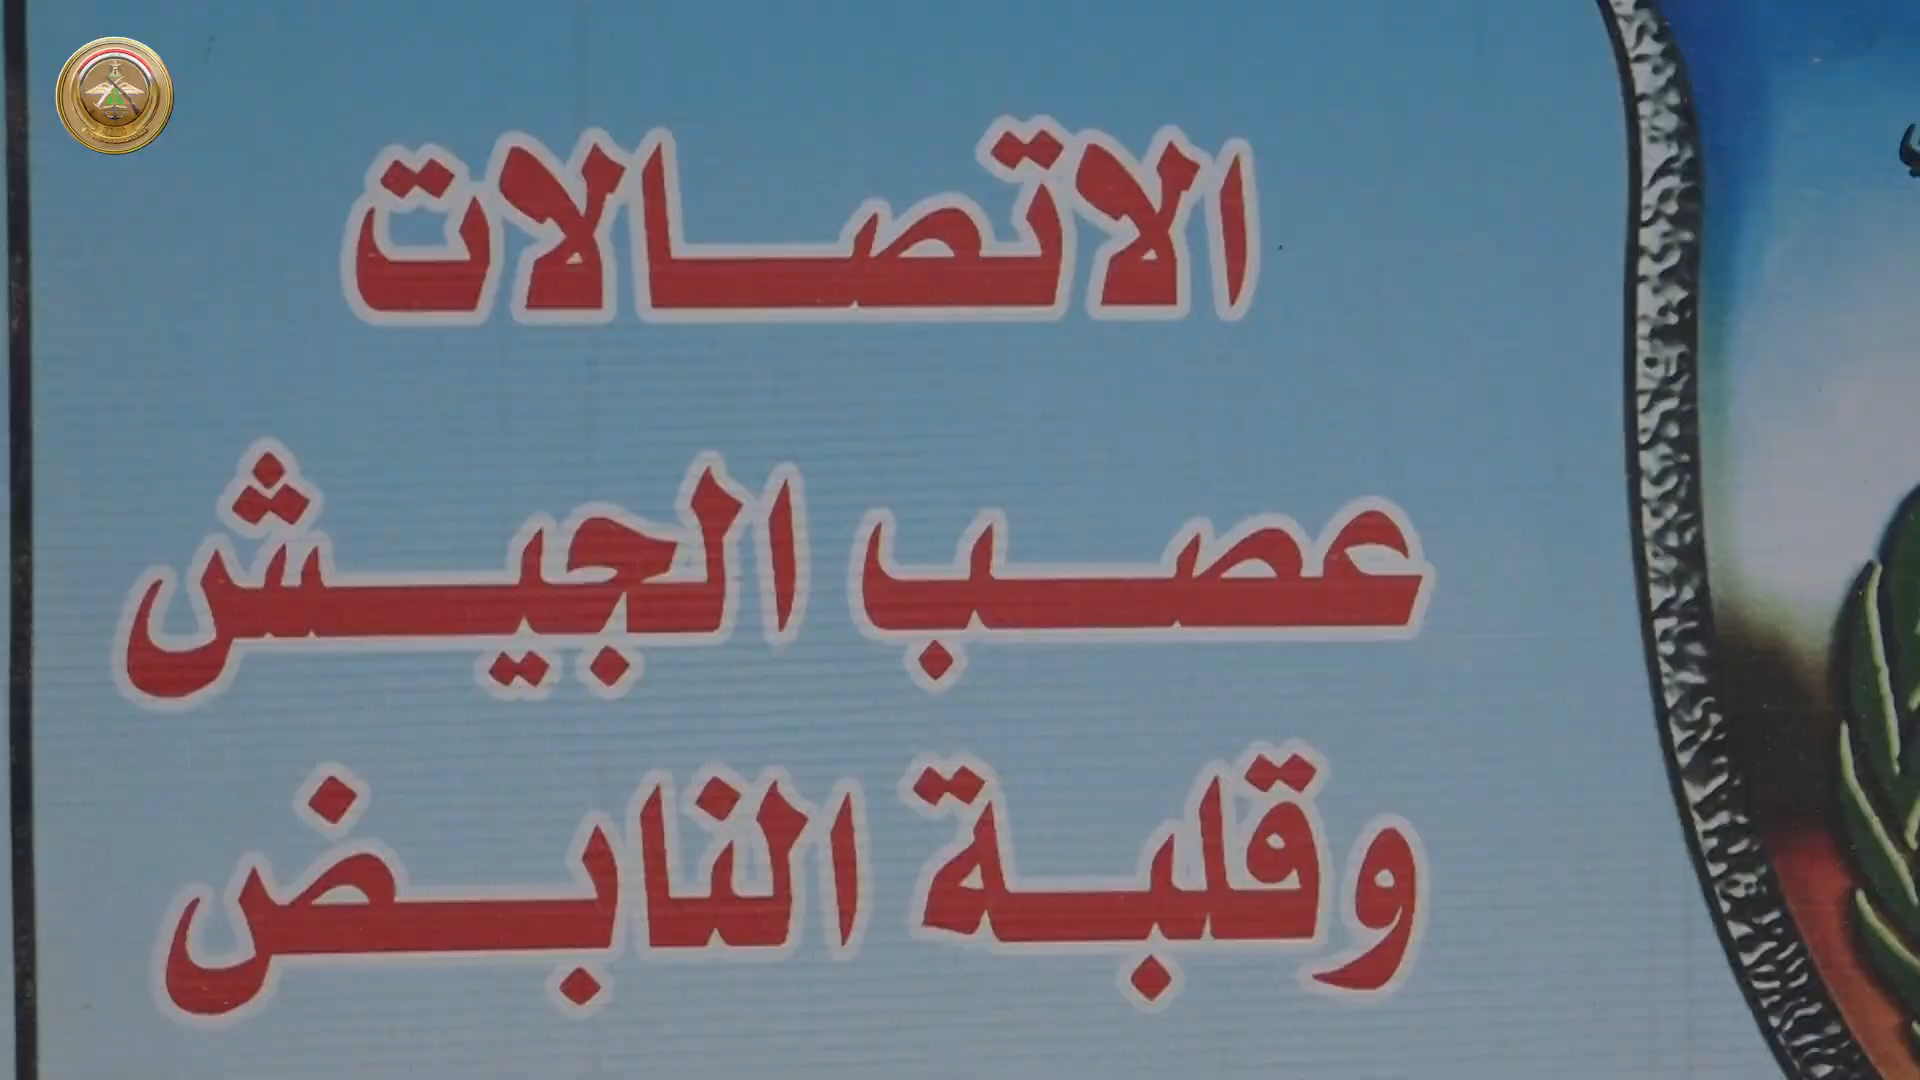 الاتصالات
عصب الجيش
وقلبة النابض